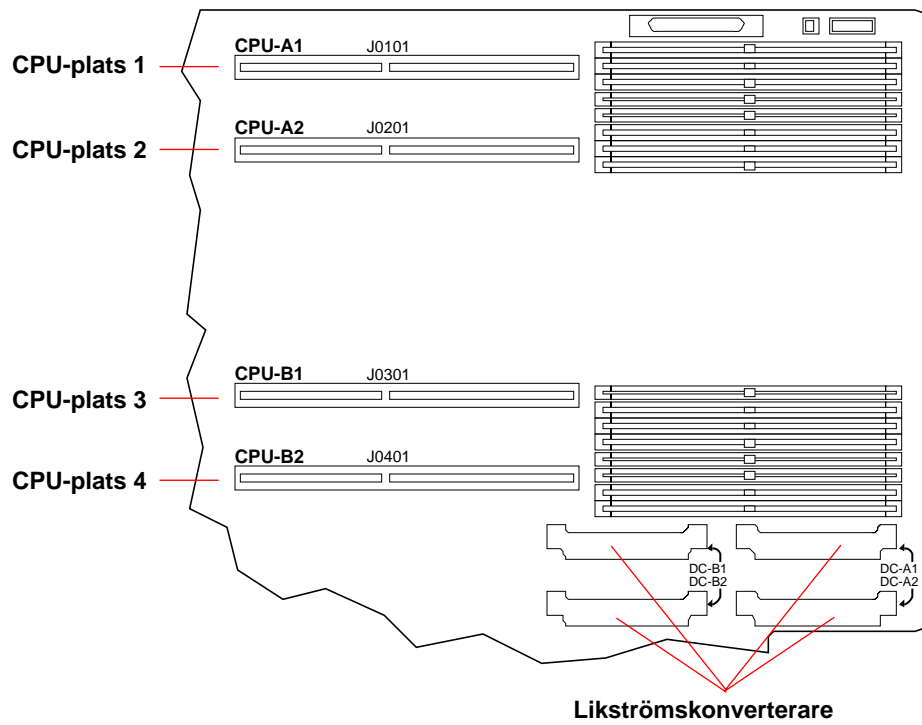 CPU-A1 J0101
CPU-plats 1
CPU-A2 J0201
CPU-plats 2
CPU-B1 J0301
CPU-plats 3
CPU-B2 J0401
CPU-plats 4
DC-B1
DC-B2
DC-A1
DC-A2
Likströmskonverterare